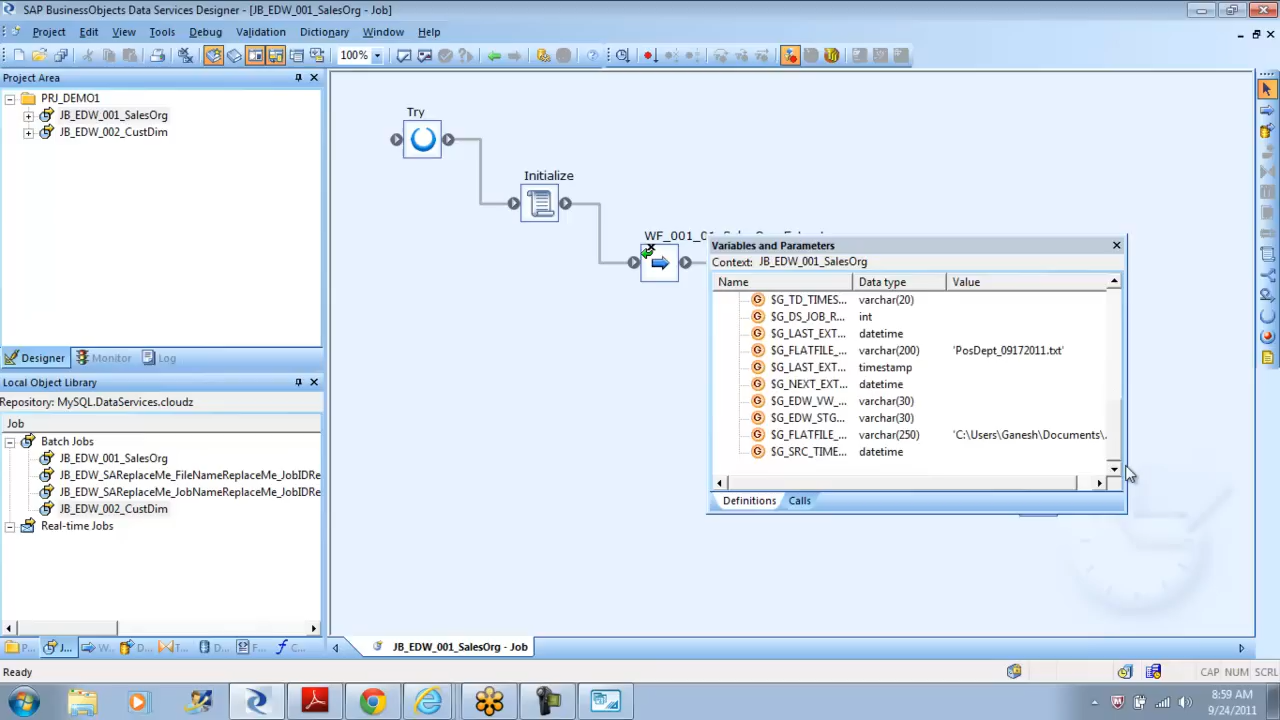 SAP BusinessObjects Data Services Designer - [JB_EDW_001_SalesOrg - Job]
Project Edit View Tools Debug Validation Dictionary Window Help
100%
Project Area
PRJ_DEMO1
JB_EDW_001_SalesOrg
JB_EDW_002_CustDim
Designer Monitor Log
Local Object Library
Repository: MySQL.DataServices.cloudz
Job
Batch Jobs
JB_EDW_001_SalesOrg
JB_EDW_SAReplaceMe_FileNameReplaceMe_JobIDRe
JB_EDW_SAReplaceMe_JobNameReplaceMe_JobIDRe
JB_EDW_002_CustDim
Real-time Jobs
P... J... W... D... T... D... F... C...
Try
Initialize
WF_001_0
Variables and Parameters
Context: JB_EDW_001_SalesOrg
Name Data type Value
$G_TD_TIMES... varchar(20)
$G_DS_JOB_R... int
$G_LAST_EXT... datetime
$G_FLATFILE_... varchar(200) 'PosDept_09172011.txt'
$G_LAST_EXT... timestamp
$G_NEXT_EXT... datetime
$G_EDW_VW_... varchar(30)
$G_EDW_STG... varchar(30)
$G_FLATFILE_... varchar(250) 'C:\Users\Ganesh\Documents\.
$G_SRC_TIME... datetime
Definitions Calls
JB_EDW_001_SalesOrg - Job
Ready
CAP NUM SCRL
8:59 AM
9/24/2011